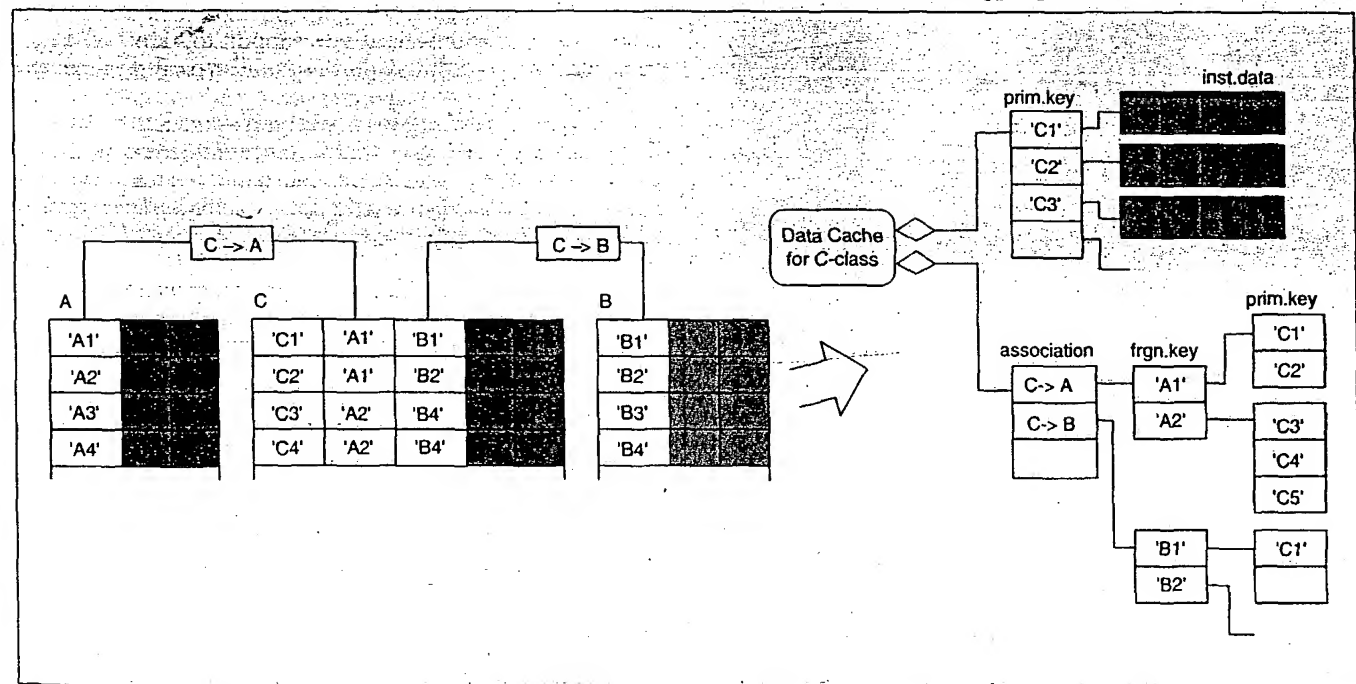 inst.data
prim.key
'C1'
'C2'
'C3'
Data Cache
for C-class
C -> A
C -> B
A
C
B
'A1'
'A2'
'A3'
'A4'
'C1' 'A1' 'B1'
'C2' 'A1' 'B2'
'C3' 'A2' 'B4'
'C4' 'A2' 'B4'
'B1'
'B2'
'B3'
'B4'
association
C-> A
C-> B
frgn.key
'A1'
'A2'
prim.key
'C1'
'C2'
'C3'
'C4'
'C5'
'B1'
'B2'
'C1'